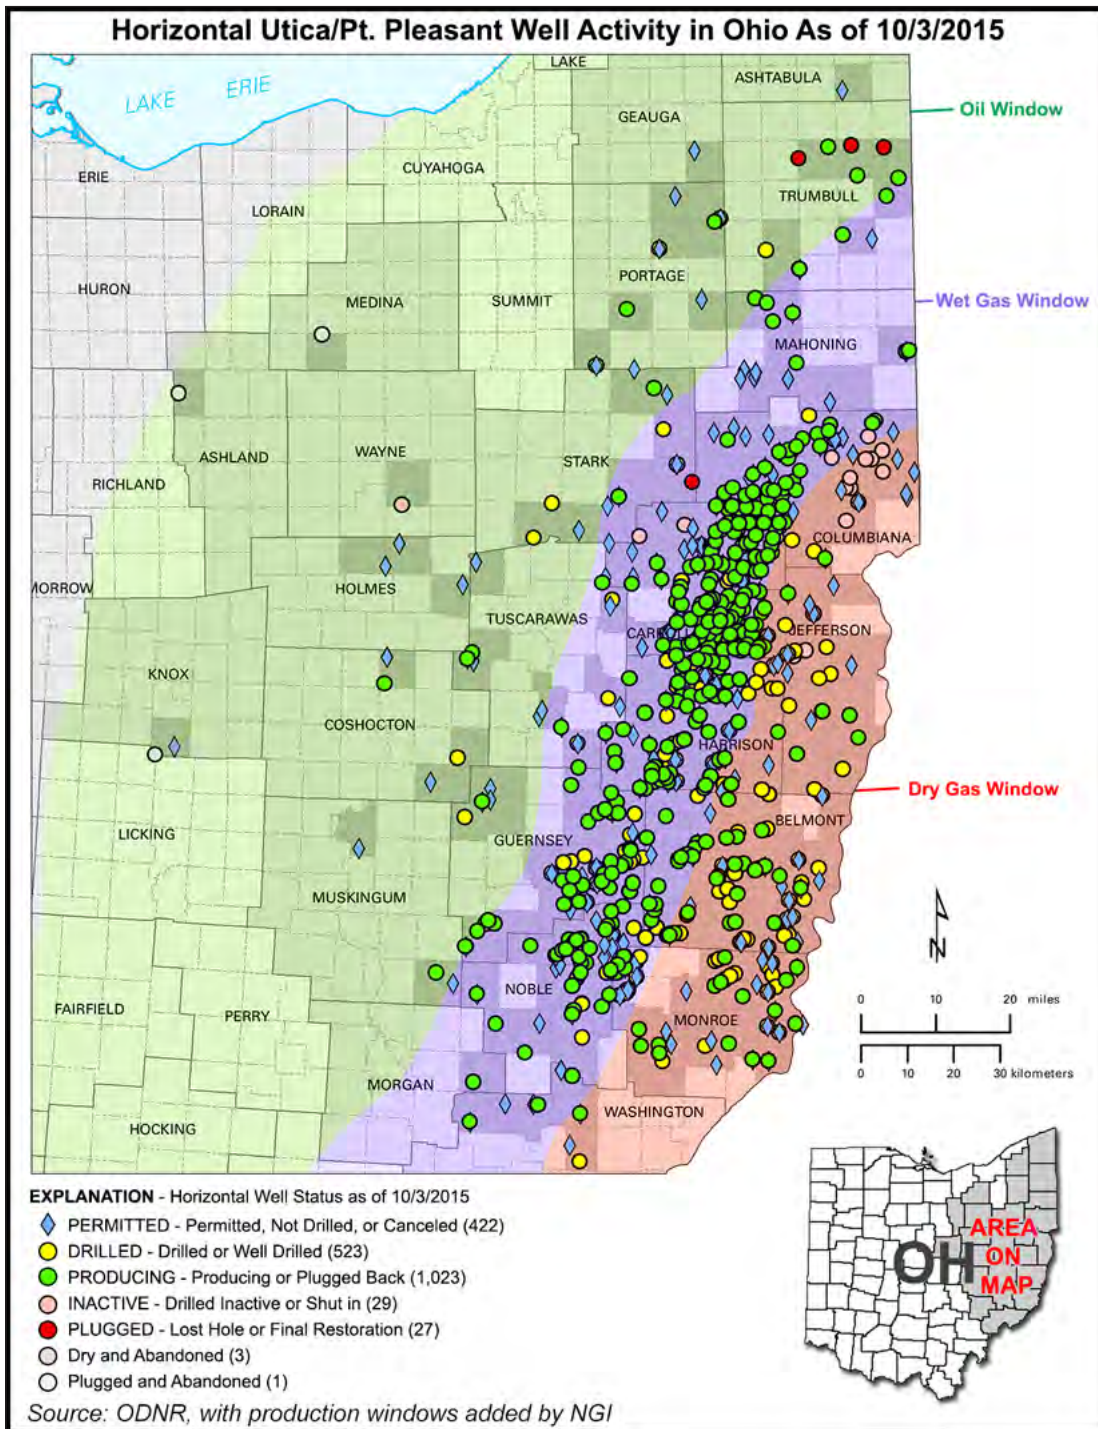 Horizontal Utica/Pt. Pleasant Well Activity in Ohio As of 10/3/2015
LAKE
ASHTABULA
LAKE ERIE
Oil Window
GEAUGA
CUYAHOGA
ERIE
TRUMBULL
LORAIN
PORTAGE
HURON
MEDINA
SUMMIT
Wet Gas Window
MAHONING
WAYNE
ASHLAND
STARK
RICHLAND
COLUMBIANA
MORROW
HOLMES
TUSCARAWAS
CARROLL
JEFFERSON
KNOX
COSHOCTON
HARRISON
Dry Gas Window
BELMONT
LICKING
GUERNSEY
MUSKINGUM
N
NOBLE
0 10 20 miles
FAIRFIELD
PERRY
MONROE
0 10 20 30 kilometers
MORGAN
WASHINGTON
HOCKING
EXPLANATION - Horizontal Well Status as of 10/3/2015
PERMITTED - Permitted, Not Drilled, or Canceled (422)
DRILLED - Drilled or Well Drilled (523)
PRODUCING - Producing or Plugged Back (1,023)
INACTIVE - Drilled Inactive or Shut in (29)
PLUGGED - Lost Hole or Final Restoration (27)
Dry and Abandoned (3)
Plugged and Abandoned (1)
OH
AREA
ON
MAP
Source: ODNR, with production windows added by NGI